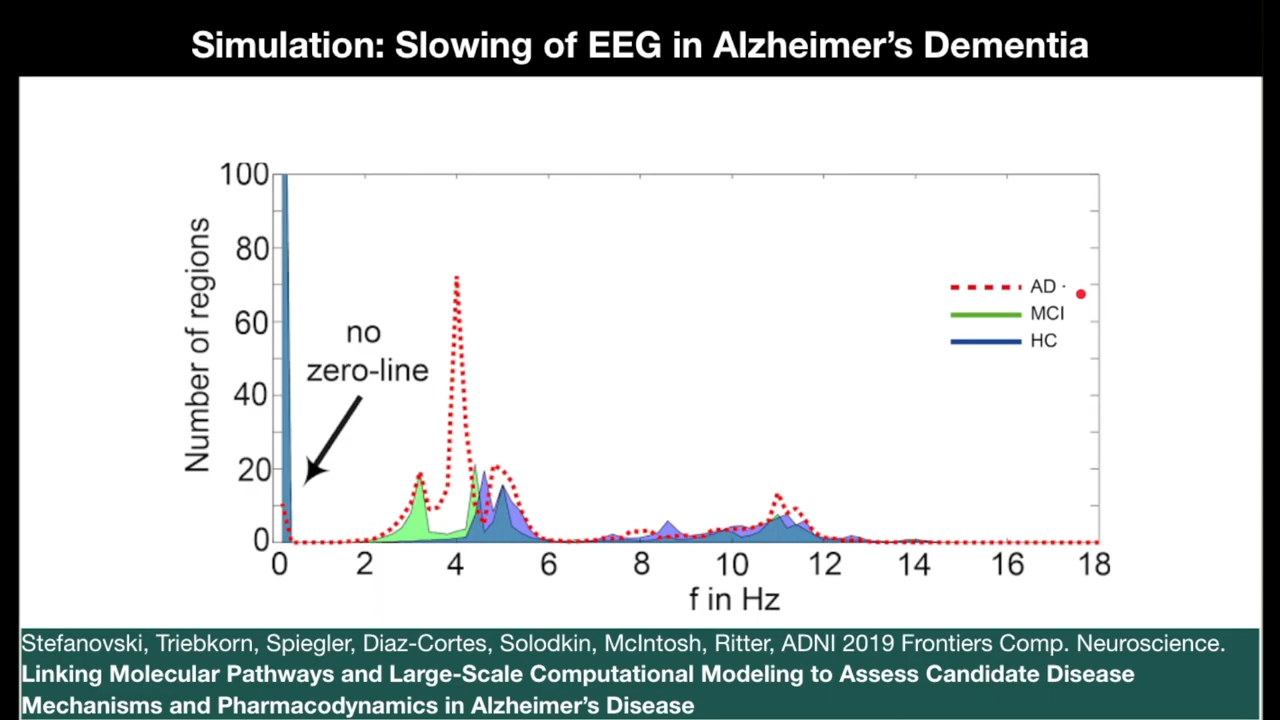 Simulation: Slowing of EEG in Alzheimer’s Dementia
100
80
60
40
20
0
Number of regions
no
zero-line
AD
MCI
HC
0 2 4 6 8 10 12 14 16 18
f in Hz
Stefanovski, Triebkorn, Spiegler, Diaz-Cortes, Solodkin, McIntosh, Ritter, ADNI 2019 Frontiers Comp. Neuroscience.
Linking Molecular Pathways and Large-Scale Computational Modeling to Assess Candidate Disease
Mechanisms and Pharmacodynamics in Alzheimer’s Disease